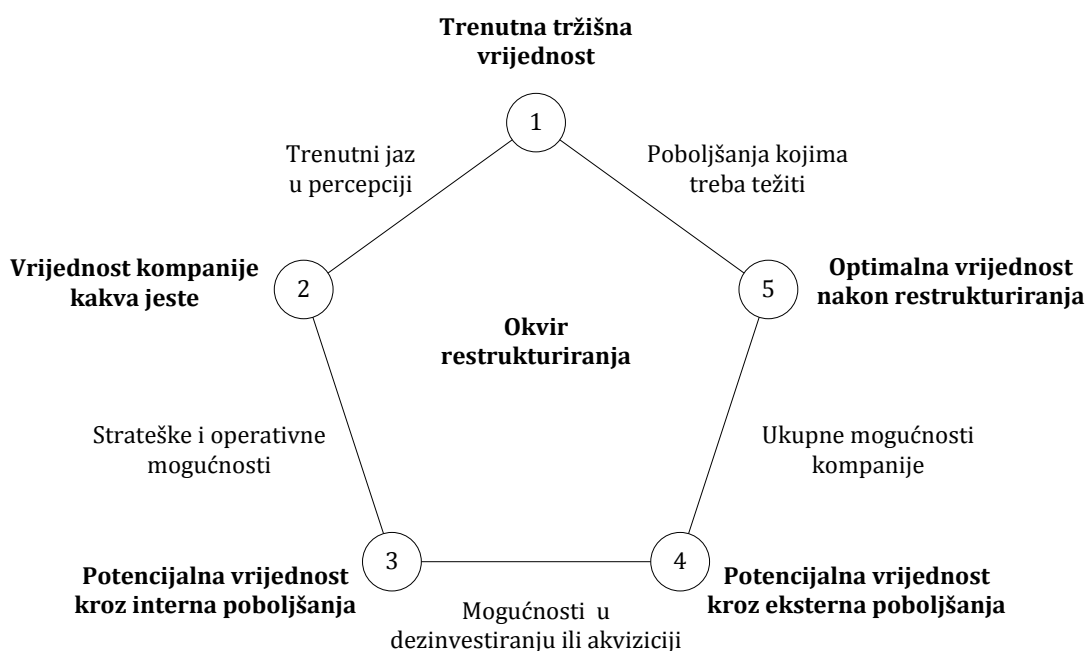 Trenutna tržišna
vrijednost
1
Trenutni jaz
u percepciji
Poboljšanja kojima
treba težiti
Vrijednost kompanije
kakva jeste
2
5
Optimalna vrijednost
nakon restrukturiranja
Okvir
restrukturiranja
Strateške i operativne
mogućnosti
Ukupne mogućnosti
kompanije
3
4
Potencijalna vrijednost
kroz interna poboljšanja
Potencijalna vrijednost
kroz eksterna poboljšanja
Mogućnosti u
dezinvestiranju ili akviziciji